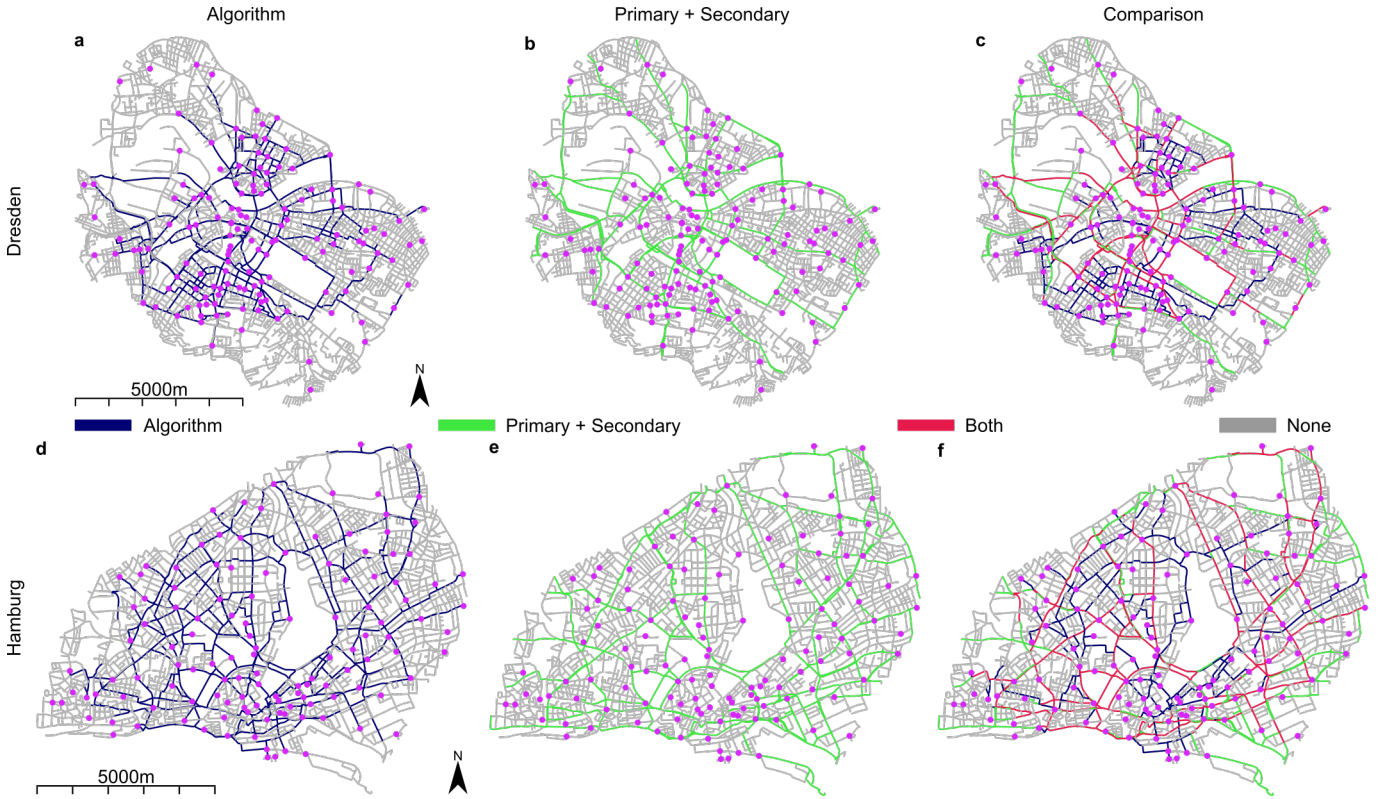 Algorithm Primary + Secondary Comparison
a b c
Dresden
5000m
N
Algorithm Primary + Secondary Both None
d e f
Hamburg
5000m
N